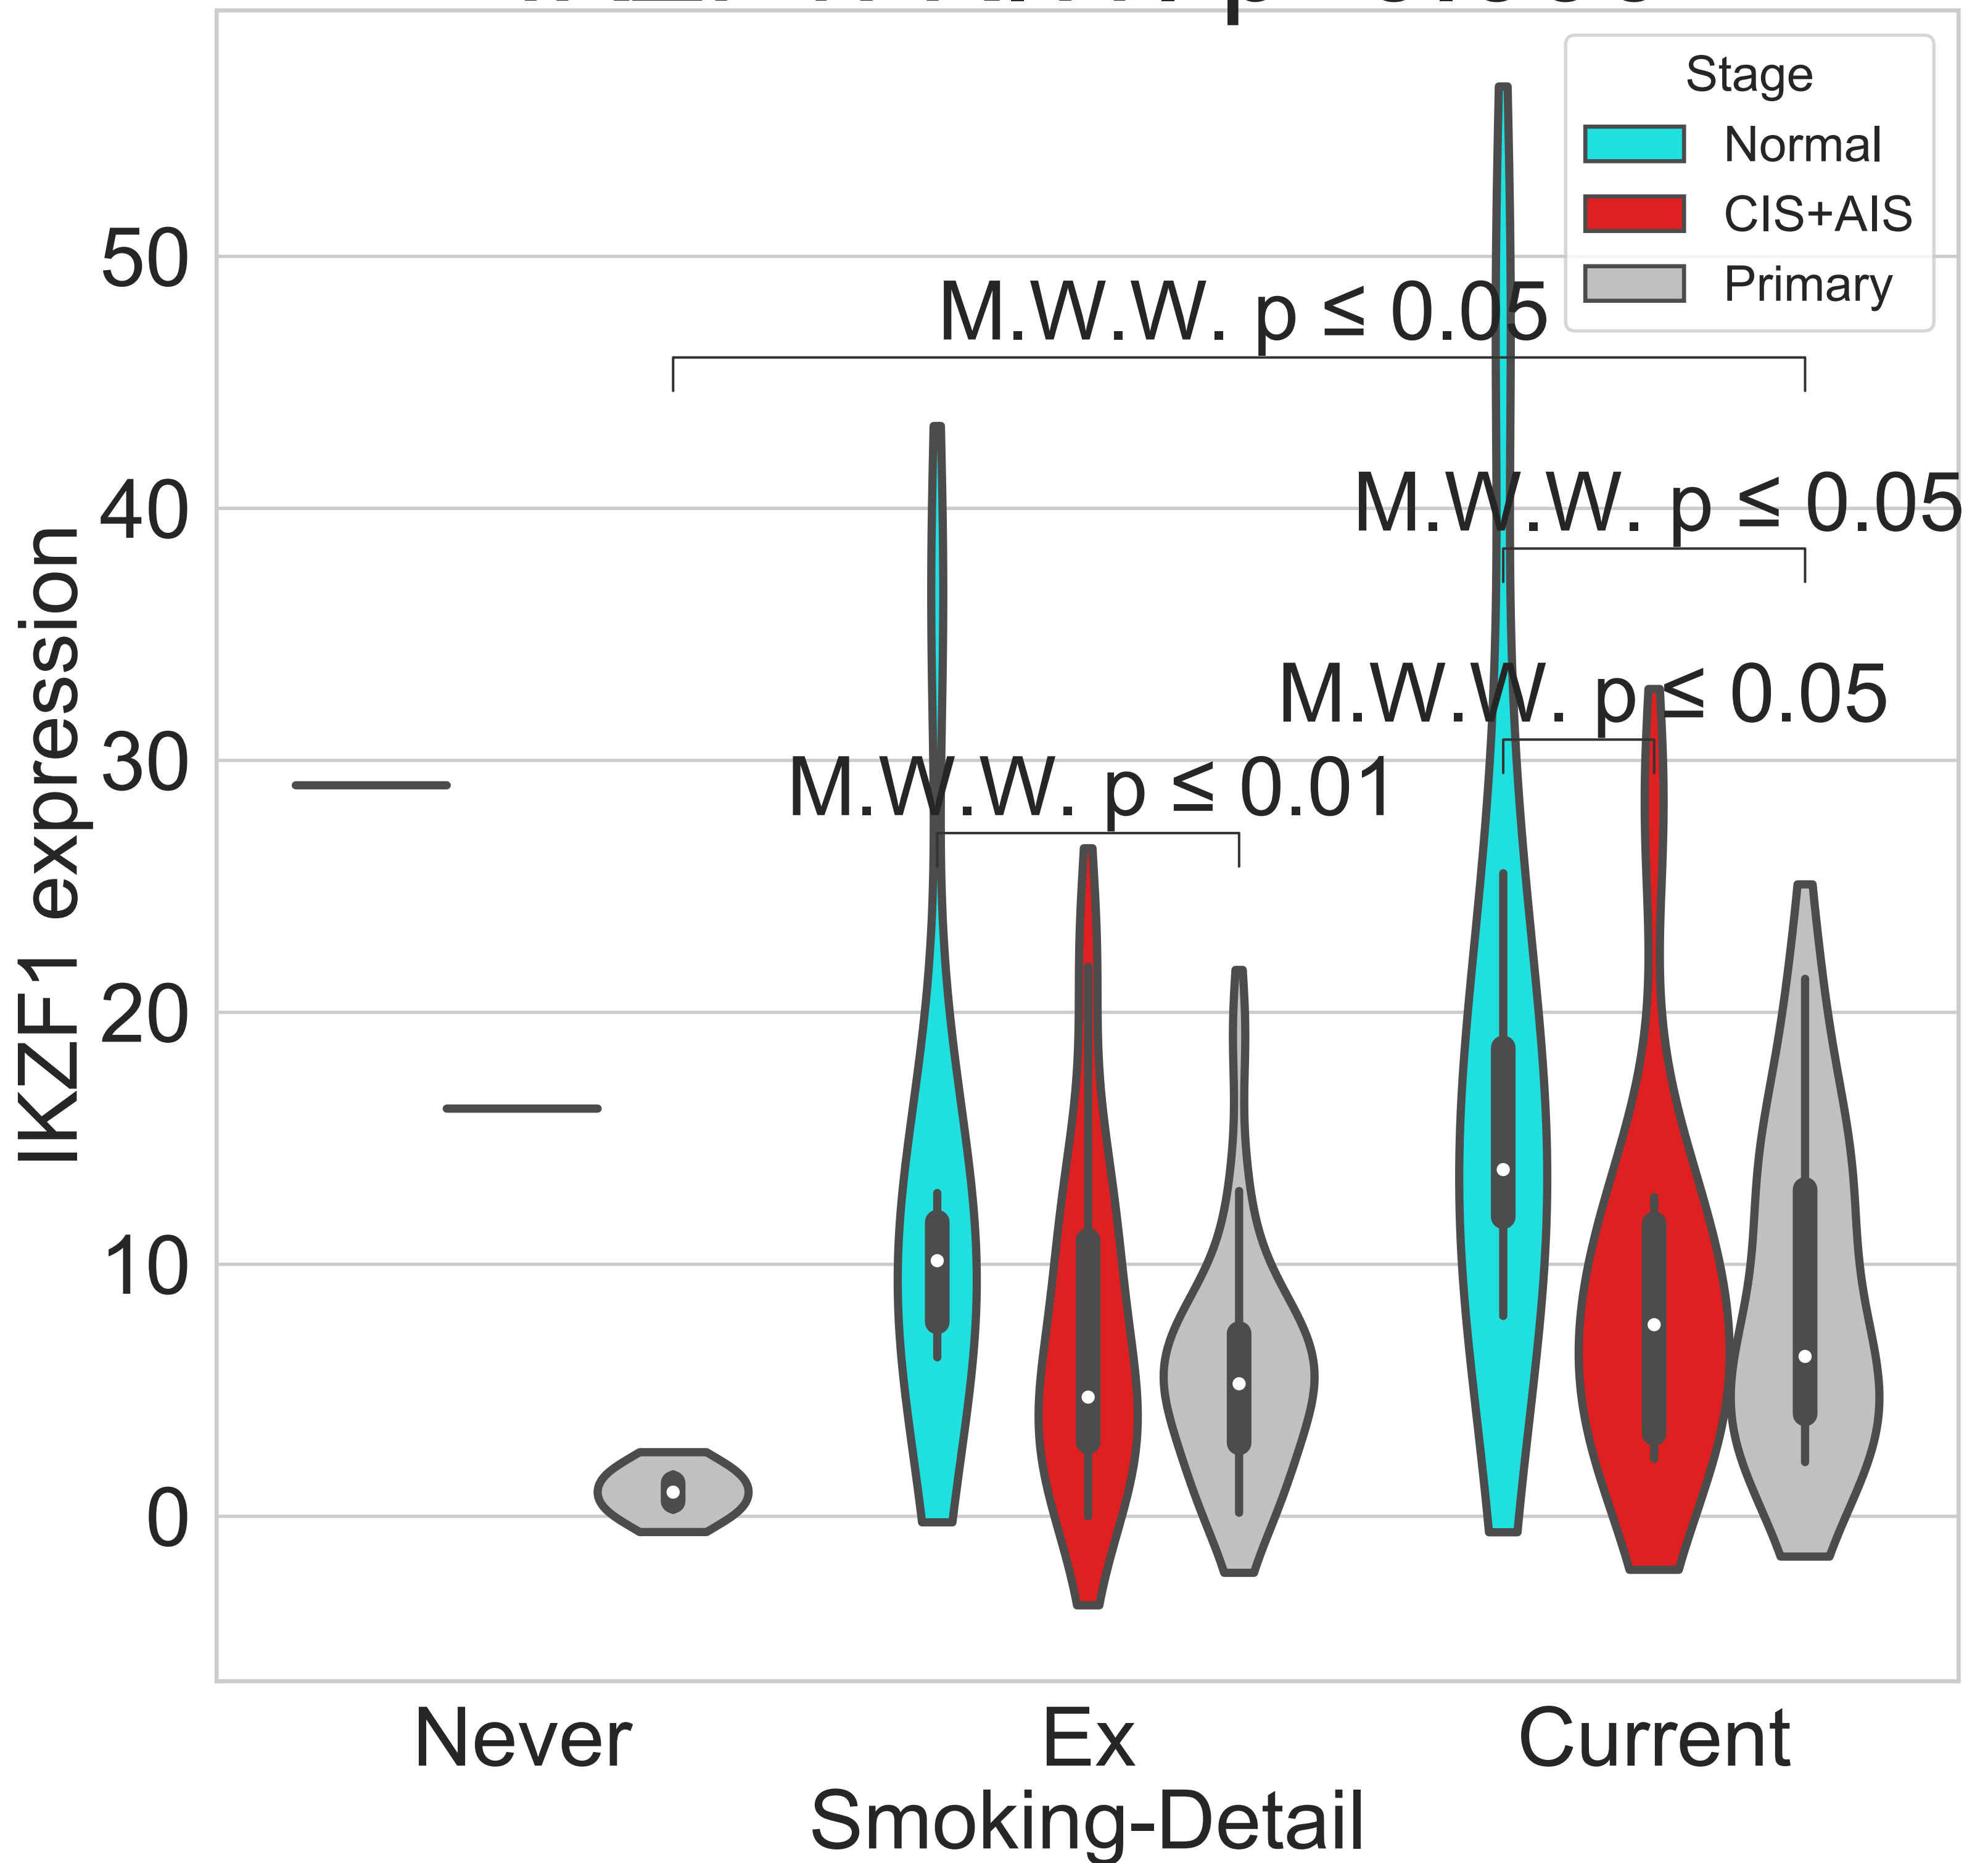 Stage
Normal
CIS+AIS
Primary
50
40
30
20
10
0
IKZF1 expression
M.W.W. p ≤ 0.05
M.W.W. p ≤ 0.05
M.W.W. p ≤ 0.05
M.W.W. p ≤ 0.01
Never
Ex
Current
Smoking-Detail